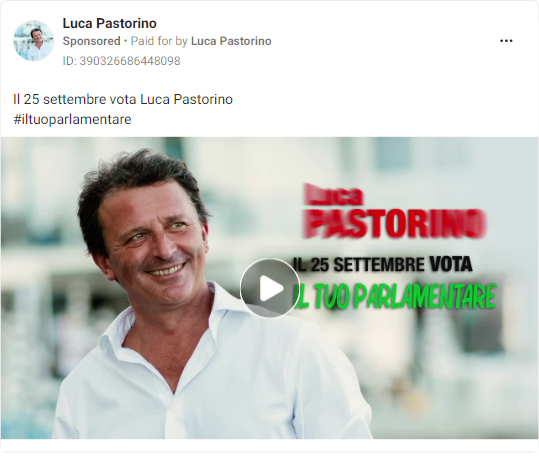 Luca Pastorino
Sponsored • Paid for by Luca Pastorino
ID: 390326686448098
Il 25 settembre vota Luca Pastorino
#iltuoparlamentare
Luca
PASTORINO
IL 25 SETTEMBRE VOTA
IL TUO PARLAMENTARE